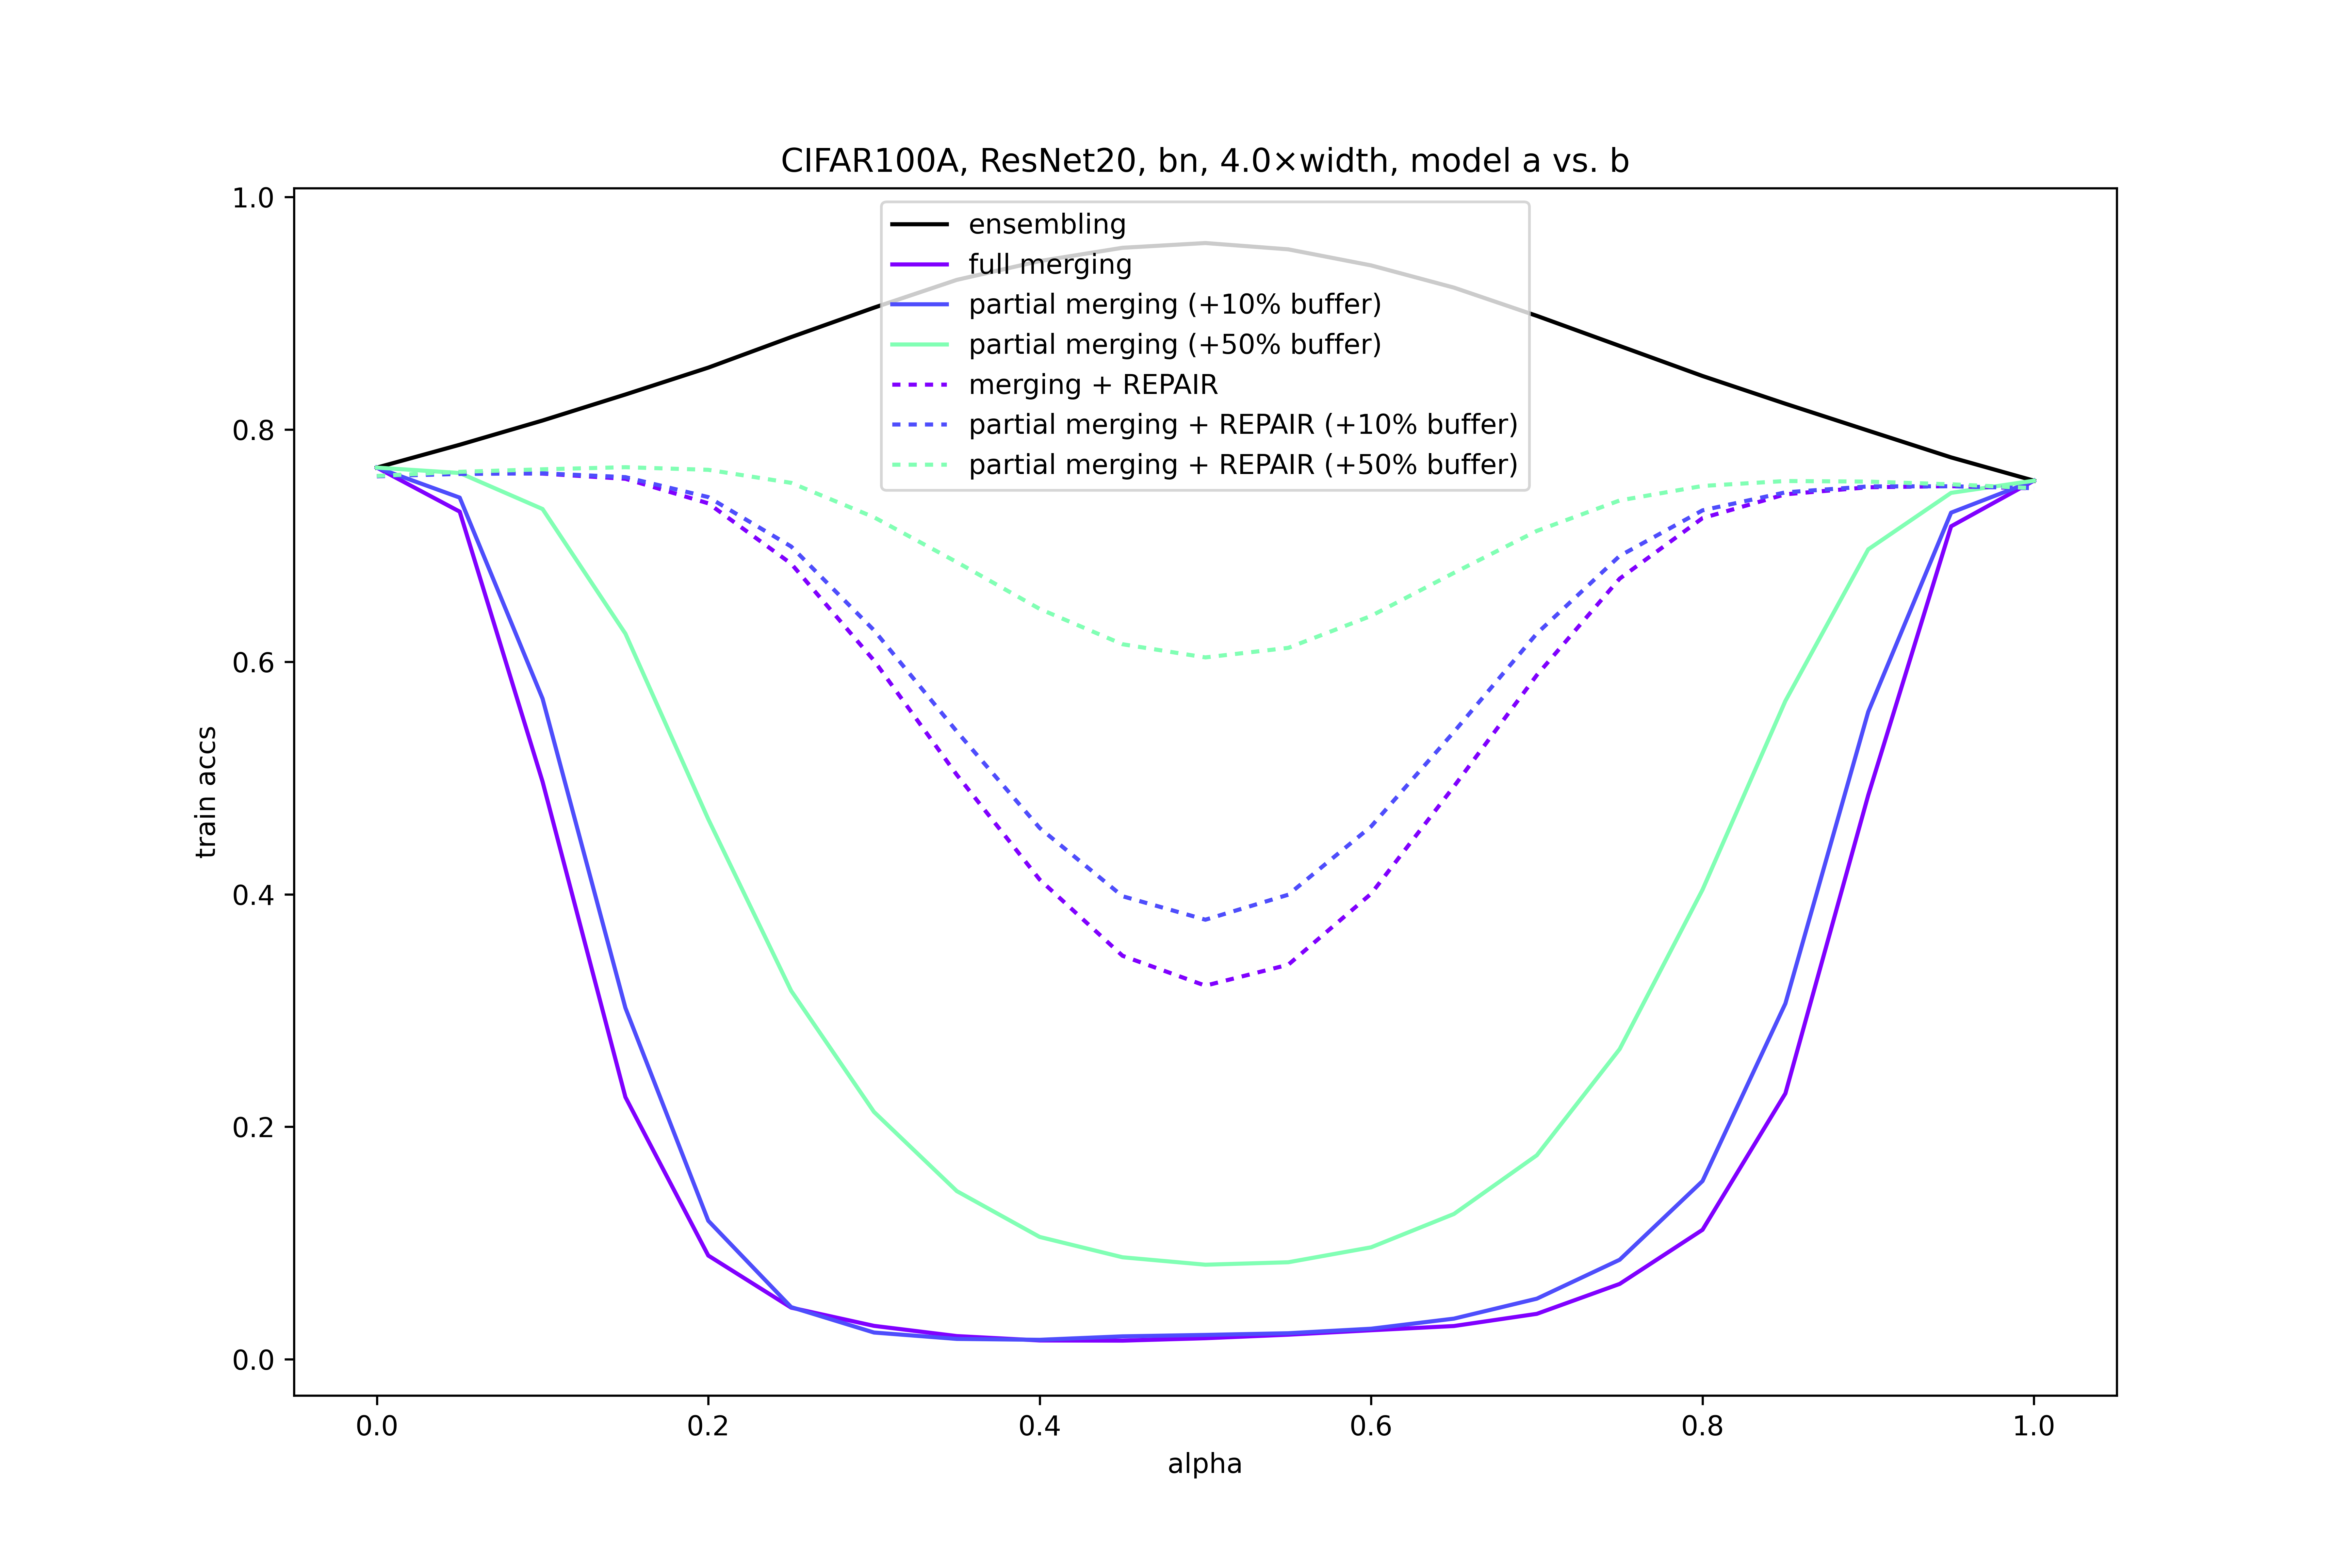 CIFAR100A, ResNet20, bn, 4.0×width, model a vs. b
ensembling
full merging
partial merging (+10% buffer)
partial merging (+50% buffer)
merging + REPAIR
partial merging + REPAIR (+10% buffer)
partial merging + REPAIR (+50% buffer)
train accs
1.0
0.8
0.6
0.4
0.2
0.0
0.0 0.2 0.4 0.6 0.8 1.0
alpha